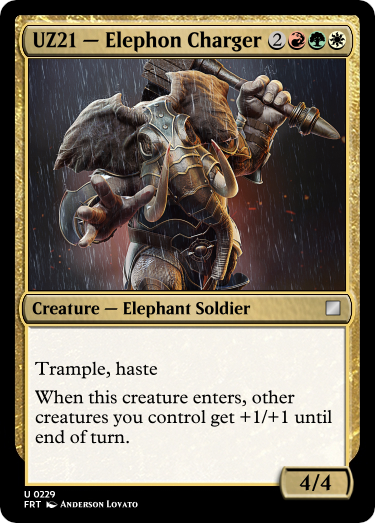 UZ21 — Elephon Charger 2
Creature — Elephant Soldier
Trample, haste
When this creature enters, other
creatures you control get +1/+1 until
end of turn.
4/4
U 0229
FRT Anderson Lovato